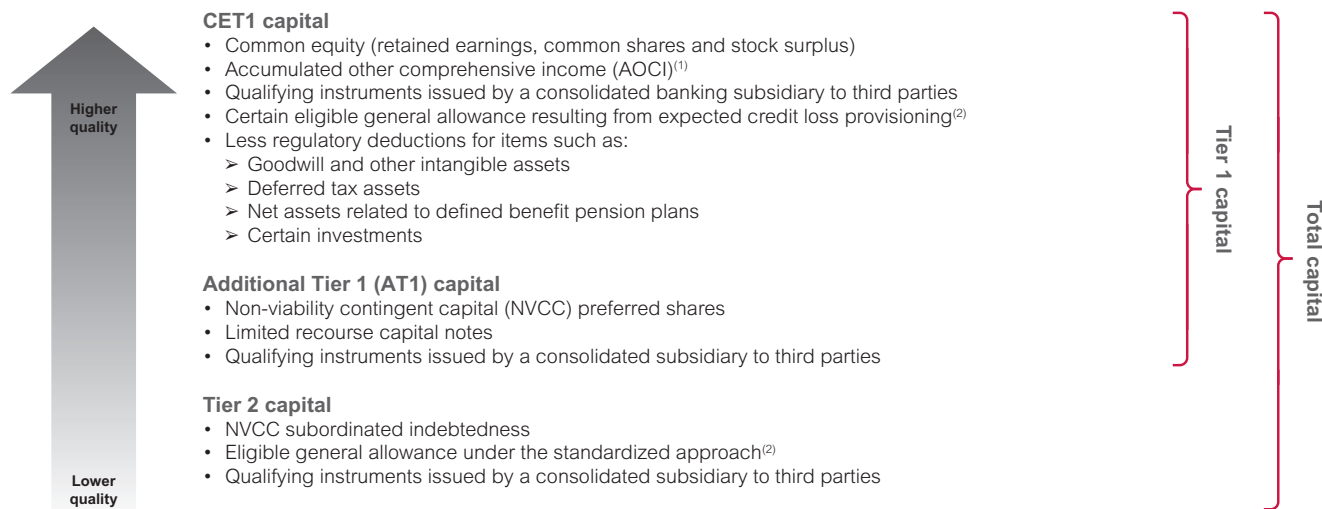 CET1 capital
• Common equity (retained earnings, common shares and stock surplus)
• Accumulated other comprehensive income (AOCI)(1)
• Qualifying instruments issued by a consolidated banking subsidiary to third parties
• Certain eligible general allowance resulting from expected credit loss provisioning(2)
• Less regulatory deductions for items such as:
➢ Goodwill and other intangible assets
➢ Deferred tax assets
➢ Net assets related to defined benefit pension plans
➢ Certain investments
Additional Tier 1 (AT1) capital
• Non-viability contingent capital (NVCC) preferred shares
• Limited recourse capital notes
• Qualifying instruments issued by a consolidated subsidiary to third parties
Tier 2 capital
• NVCC subordinated indebtedness
• Eligible general allowance under the standardized approach(2)
• Qualifying instruments issued by a consolidated subsidiary to third parties
Higher
quality
Lower
quality
Tier 1 capital
Total capital